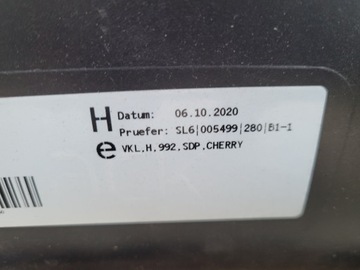 H Datum: 06.10.2020
Pruefer: SL6|005499|280|B1-1
e VKL.H.992.SDP.CHERRY